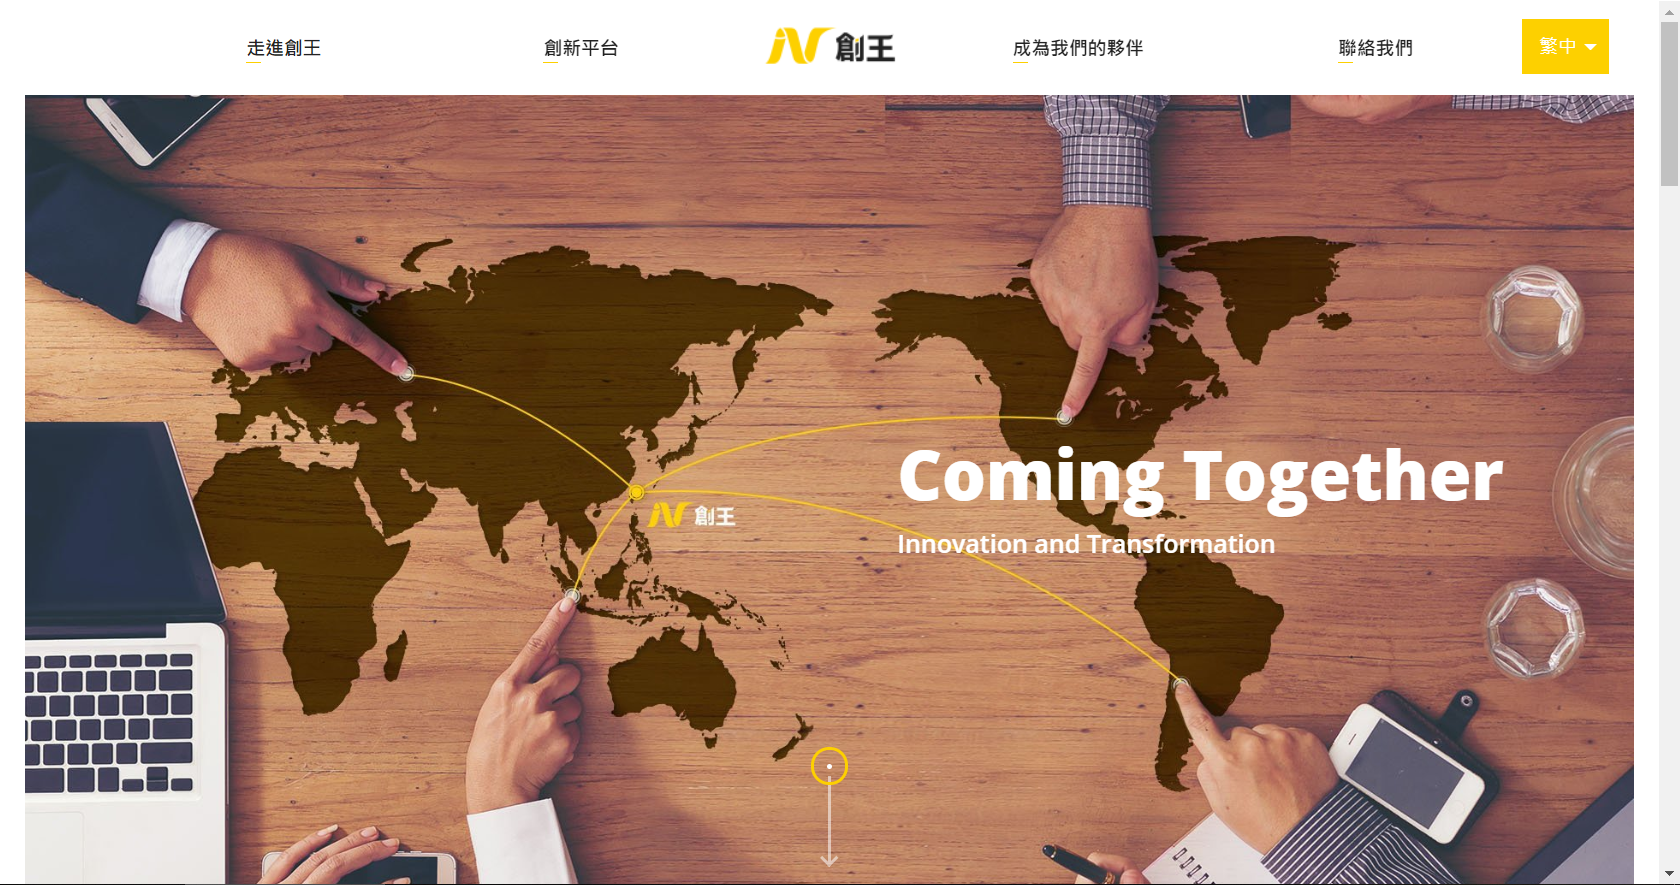 走進創王
創新平台
創王
成為我們的夥伴
聯絡我們
繁中
Coming Together
創王
Innovation and Transformation